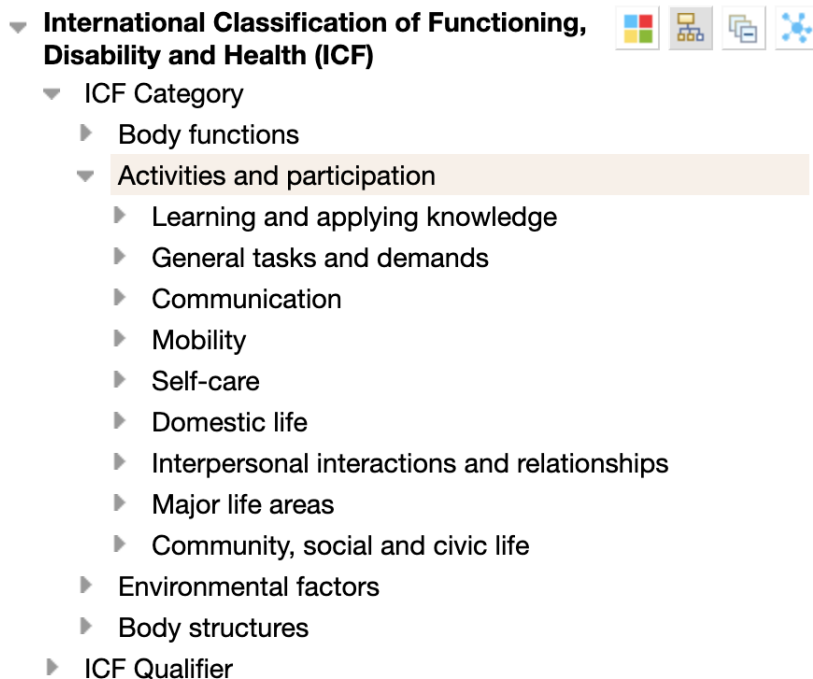 International Classification of Functioning,
Disability and Health (ICF)
ICF Category
Body functions
Activities and participation
Learning and applying knowledge
General tasks and demands
Communication
Mobility
Self-care
Domestic life
Interpersonal interactions and relationships
Major life areas
Community, social and civic life
Environmental factors
Body structures
ICF Qualifier